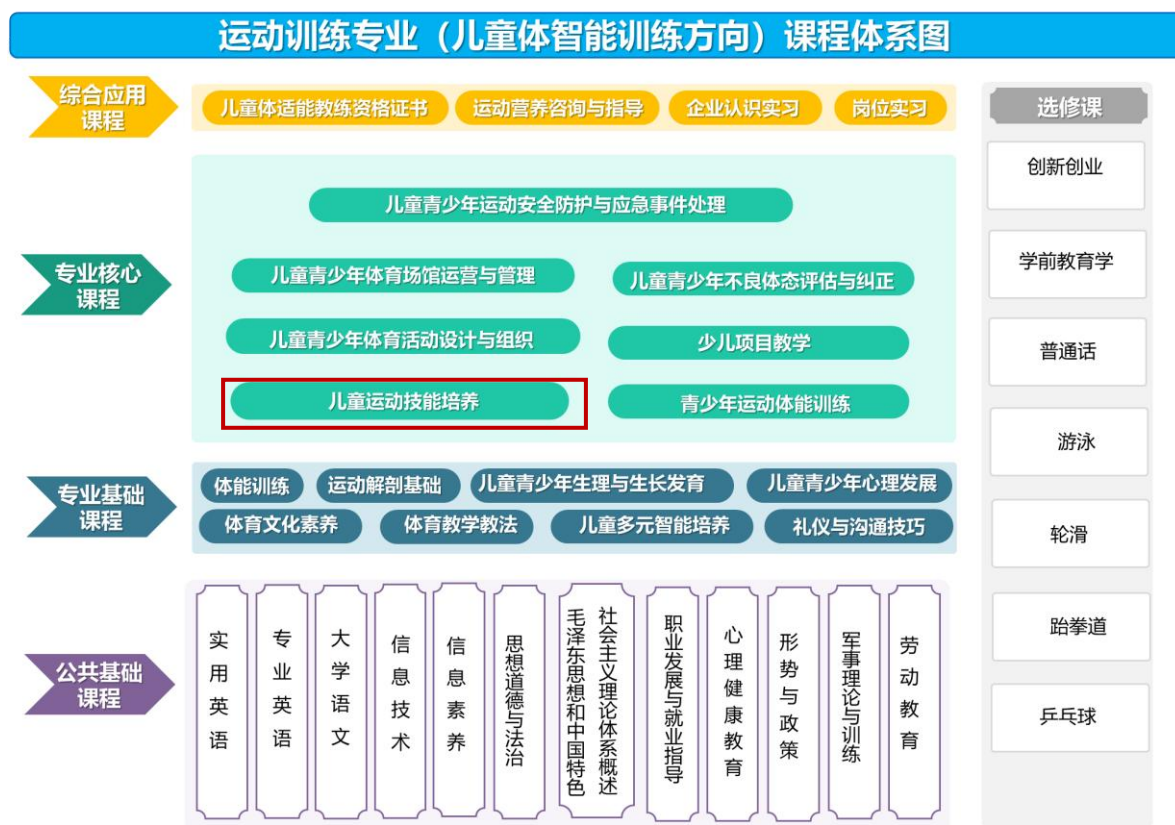 运动训练专业（儿童体智能训练方向）课程体系图
综合应用
课程
儿童体适能教练资格证书
运动营养咨询与指导
企业认识实习
岗位实习
专业核心
课程
儿童青少年运动安全防护与应急事件处理
儿童青少年体育场馆运营与管理
儿童青少年不良体态评估与纠正
儿童青少年体育活动设计与组织
少儿项目教学
儿童运动技能培养
青少年运动体能训练
专业基础
课程
体能训练
运动解剖基础
儿童青少年生理与生长发育
儿童青少年心理发展
体育文化素养
体育教学教法
儿童多元智能培养
礼仪与沟通技巧
公共基础
课程
实用英语
专业英语
大学语文
信息技术
信息素养
思想道德与法治
毛泽东思想和中国特色
社会主义理论体系概述
职业发展与就业指导
心理健康教育
形势与政策
军事理论与训练
劳动教育
选修课
创新创业
学前教育学
普通话
游泳
轮滑
跆拳道
乒乓球